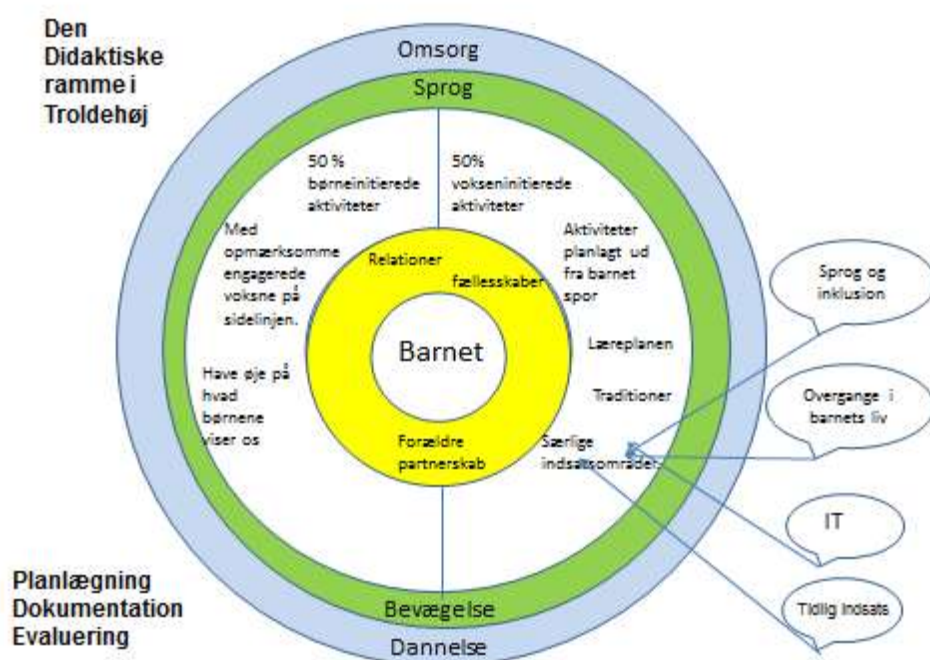 Den
Didaktiske
ramme i
Troldehøj
Omsorg
Sprog
50 %
børneinitierede
aktiviteter
50%
vokseninitierede
aktiviteter
Med
opmærksomme
engagerede
voksne på
sidelinjen.
Aktiviteter
planlagt ud
fra barnet
spor
Relationer
fællesskaber
Barnet
Læreplanen
Traditioner
Have øje på
hvad
børnene
viser os
Forældre
partnerskab
Særlige
indsatsområder.
Sprog og
inklusion
Overgange i
barnets liv
IT
Tidlig indsats
Planlægning
Dokumentation
Evaluering
Bevægelse
Dannelse